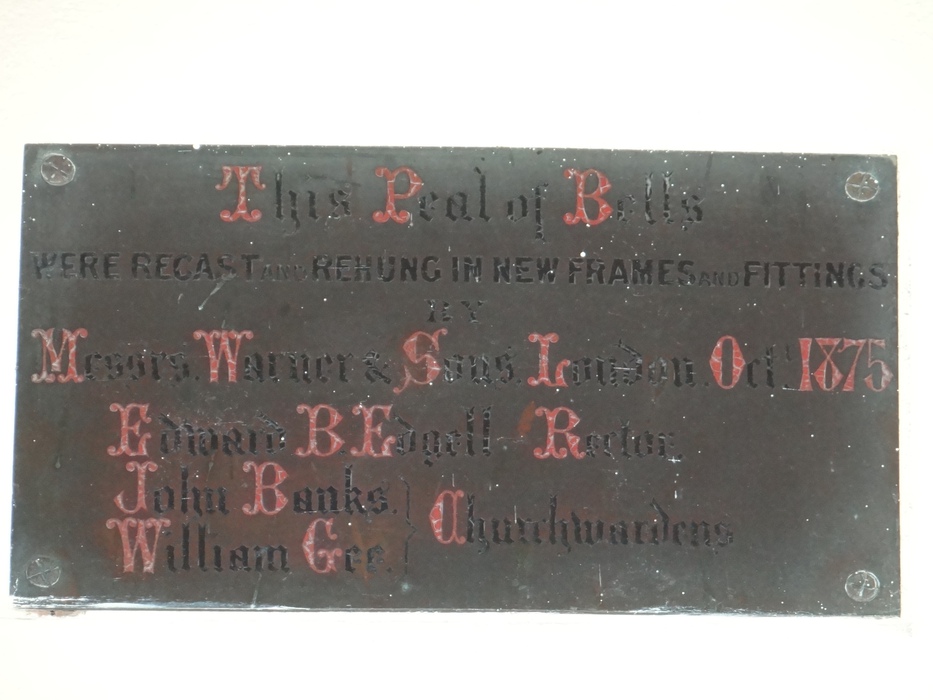 This Peal of Bells
WERE RECAST AND REHUNG IN NEW FRAMES AND FITTINGS
BY
Messrs. Warner & Sons. London. Octr. 1875
Edward B. Edgell Rector.
John Banks.
William Gee. } Churchwardens